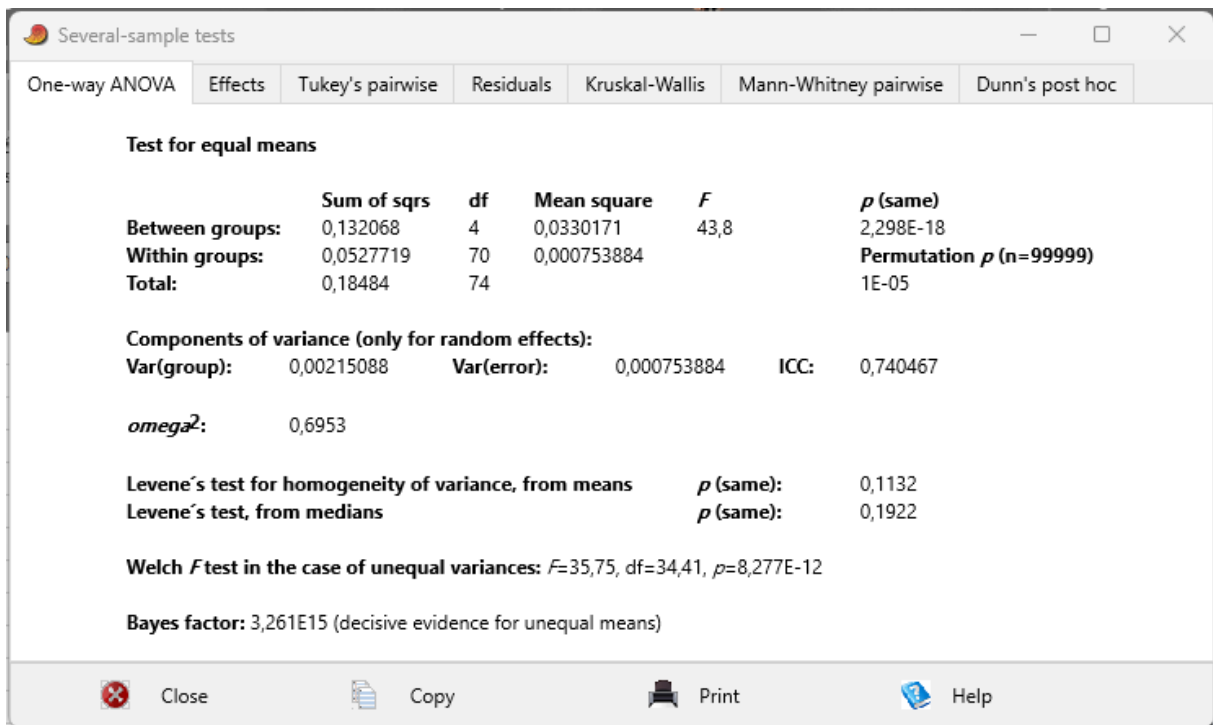 Several-sample tests
One-way ANOVA Effects Tukey's pairwise Residuals Kruskal-Wallis Mann-Whitney pairwise Dunn's post hoc
Test for equal means
Sum of sqrs df Mean square F p (same)
Between groups: 0,132068 4 0,0330171 43,8 2,298E-18
Within groups: 0,0527719 70 0,000753884 Permutation p (n=99999)
Total: 0,18484 74 1E-05
Components of variance (only for random effects):
Var(group): 0,00215088 Var(error): 0,000753884 ICC: 0,740467
omega2: 0,6953
Levene´s test for homogeneity of variance, from means p (same): 0,1132
Levene´s test, from medians p (same): 0,1922
Welch F test in the case of unequal variances: F=35,75, df=34,41, p=8,277E-12
Bayes factor: 3,261E15 (decisive evidence for unequal means)
Close Copy Print Help